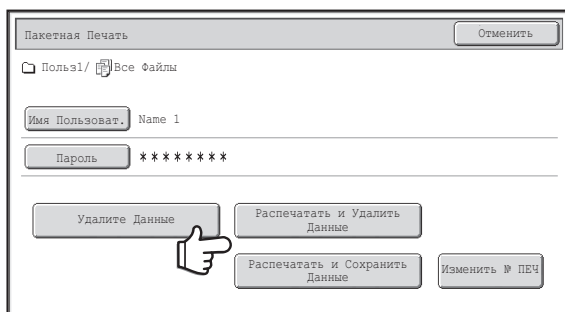 Пакетная Печать
Отменить
Польз1/ Все Файлы
Имя Пользоват.
Name 1
Пароль
********
Удалите Данные
Распечатать и Удалить
Данные
Распечатать и Сохранить
Данные
Изменить № ПЕЧ